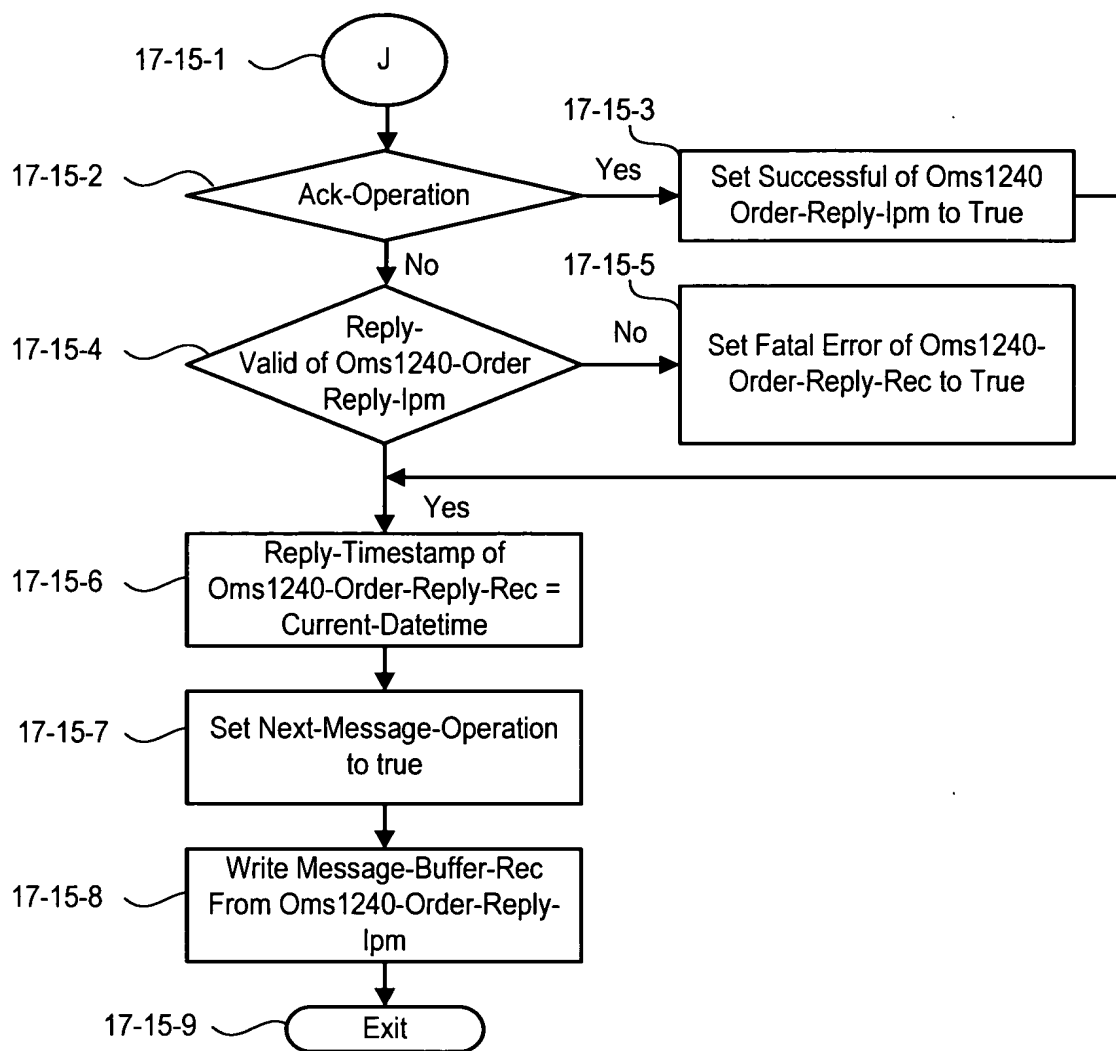 17-15-1
J
17-15-3
17-15-2
Ack-Operation
Yes
Set Successful of Oms1240
Order-Reply-Ipm to True
No
17-15-5
17-15-4
Reply-
Valid of Oms1240-Order
Reply-Ipm
No
Set Fatal Error of Oms1240-
Order-Reply-Rec to True
Yes
17-15-6
Reply-Timestamp of
Oms1240-Order-Reply-Rec =
Current-Datetime
17-15-7
Set Next-Message-Operation
to true
17-15-8
Write Message-Buffer-Rec
From Oms1240-Order-Reply-
Ipm
17-15-9
Exit